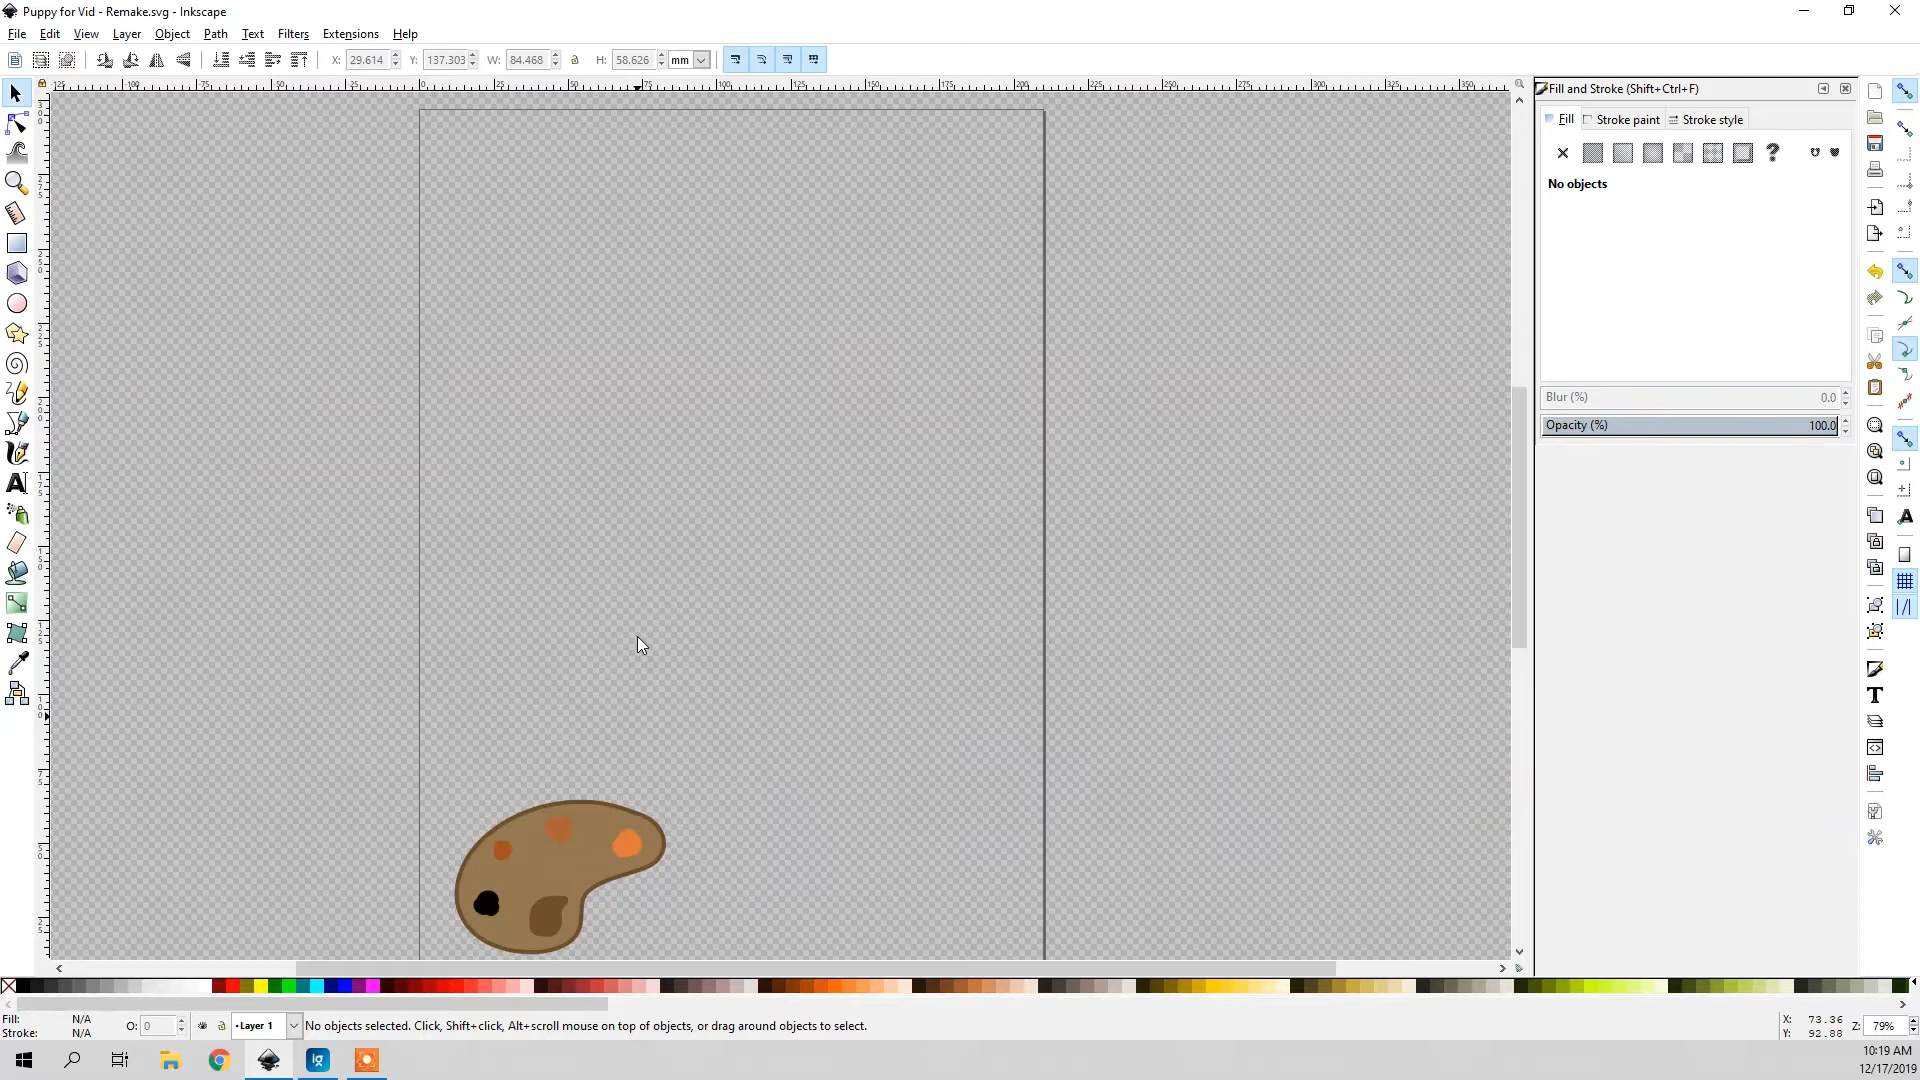 Puppy for Vid - Remake.svg - Inkscape
File Edit View Layer Object Path Text Filters Extensions Help
X: 29.614 Y: 137.303 W: 84.468 H: 58.626 mm
Fill and Stroke (Shift+Ctrl+F)
Fill Stroke paint Stroke style
No objects
Blur (%) 0.0
Opacity (%) 100.0
Fill: N/A
Stroke: N/A
O: 0
Layer 1
No objects selected. Click, Shift+click, Alt+scroll mouse on top of objects, or drag around objects to select.
X: 73.36
Y: 92.88
Z: 79%
10:19 AM
12/17/2019